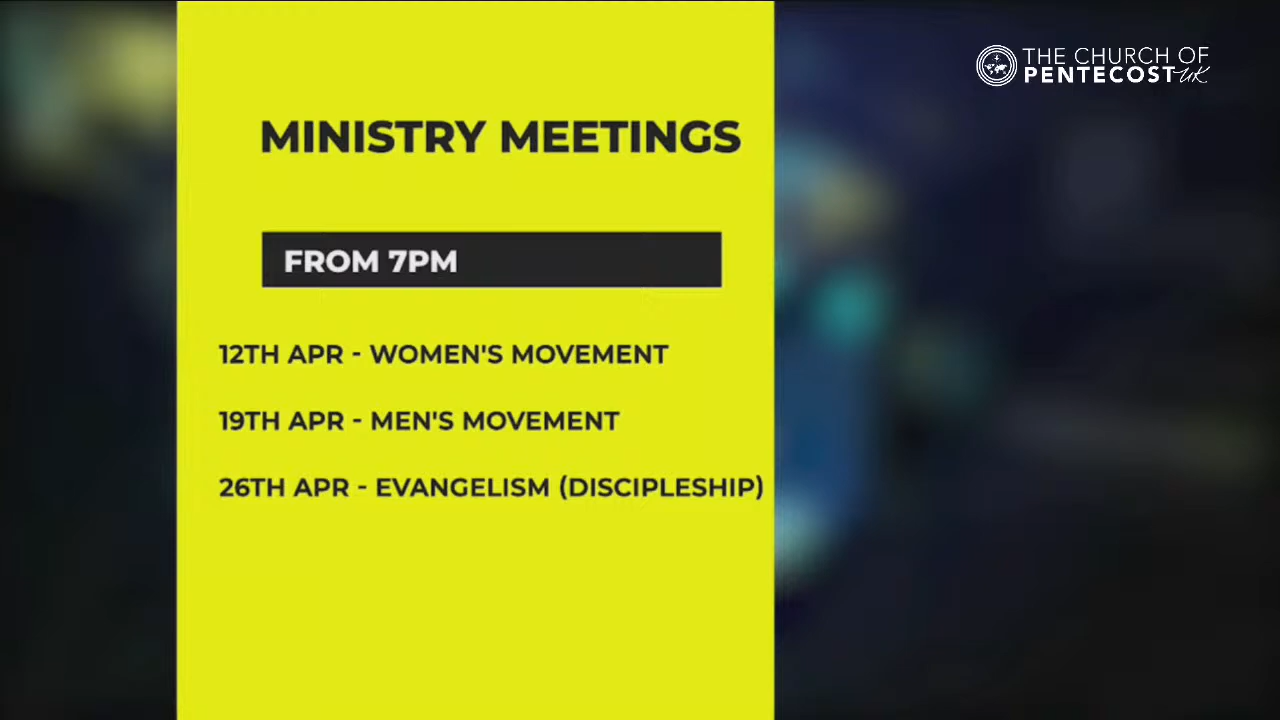 THE CHURCH OF
PENTECOST UK
MINISTRY MEETINGS
FROM 7PM
12TH APR - WOMEN'S MOVEMENT
19TH APR - MEN'S MOVEMENT
26TH APR - EVANGELISM (DISCIPLESHIP)